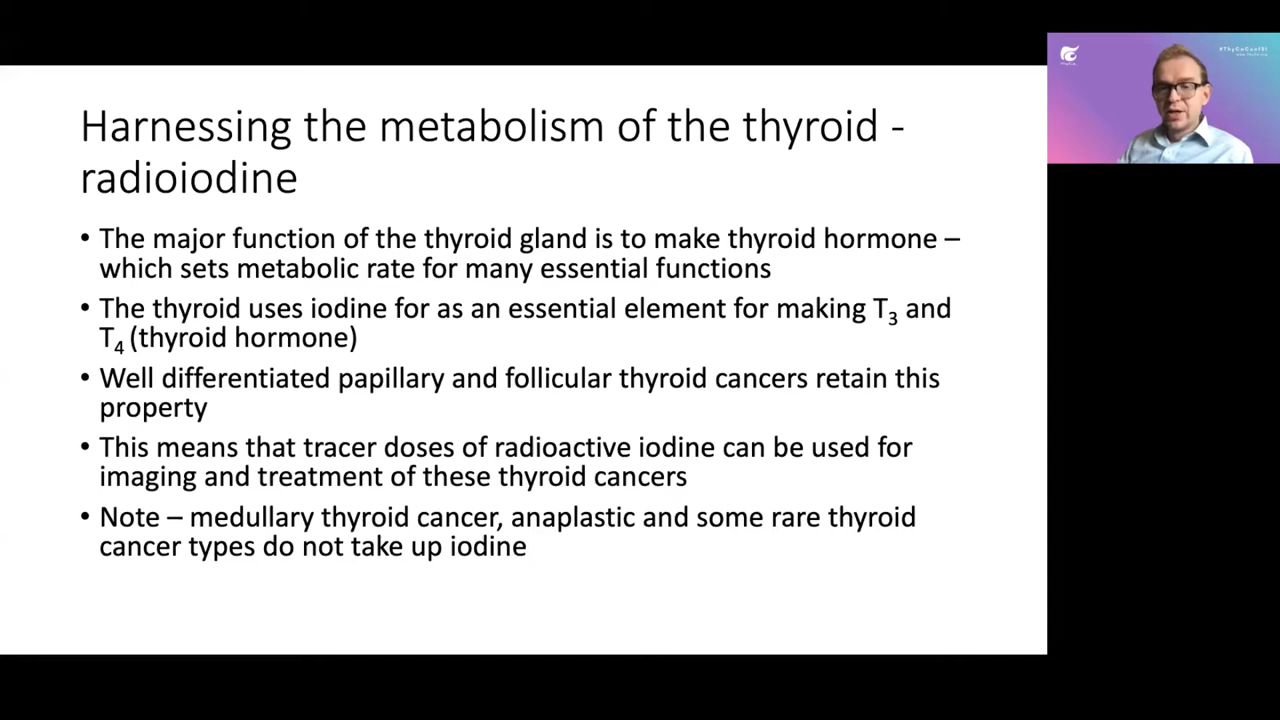 Harnessing the metabolism of the thyroid -
radioiodine
• The major function of the thyroid gland is to make thyroid hormone –
which sets metabolic rate for many essential functions
• The thyroid uses iodine for as an essential element for making T3 and
T4 (thyroid hormone)
• Well differentiated papillary and follicular thyroid cancers retain this
property
• This means that tracer doses of radioactive iodine can be used for
imaging and treatment of these thyroid cancers
• Note – medullary thyroid cancer, anaplastic and some rare thyroid
cancer types do not take up iodine